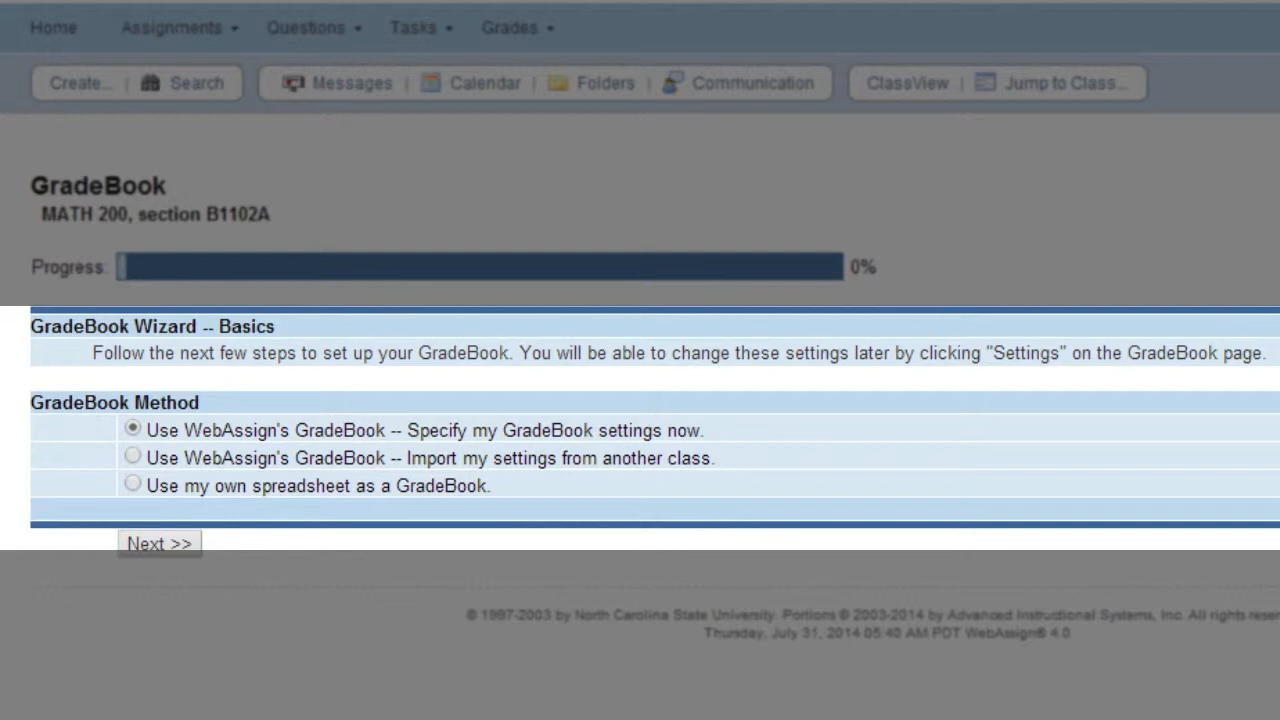 Home Assignments Questions Tasks Grades
Create... | Search Messages | Calendar | Folders | Communication ClassView | Jump to Class...
GradeBook
MATH 200, section B1102A
Progress: 0%
GradeBook Wizard -- Basics
Follow the next few steps to set up your GradeBook. You will be able to change these settings later by clicking "Settings" on the GradeBook page.
GradeBook Method
Use WebAssign's GradeBook -- Specify my GradeBook settings now.
Use WebAssign's GradeBook -- Import my settings from another class.
Use my own spreadsheet as a GradeBook.
Next >>
© 1997-2003 by North Carolina State University. Portions © 2003-2014 by Advanced Instructional Systems, Inc. All rights rese
Thursday, July 31, 2014 05:40 AM PDT WebAssign® 4.0